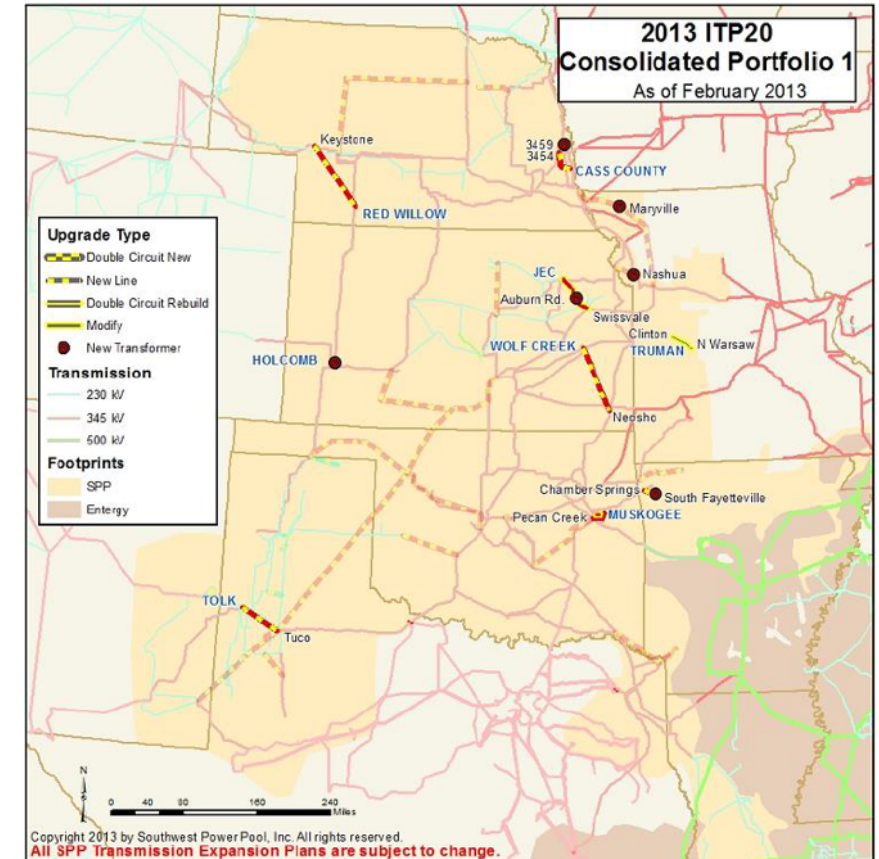 2013 ITP20
Consolidated Portfolio 1
As of February 2013
Keystone
RED WILLOW
3459
3454
CASS COUNTY
Maryville
Nashua
JEC
Auburn Rd.
Swissvale
Clinton
N Warsaw
TRUMAN
WOLF CREEK
Neosho
HOLCOMB
Chamber Springs
South Fayetteville
Pecan Creek
MUSKOGEE
TOLK
Tuco
Upgrade Type
Double Circuit New
New Line
Double Circuit Rebuild
Modify
New Transformer
Transmission
230 kV
345 kV
500 kV
Footprints
SPP
Entergy
N
0 40 80 160 240
Miles
Copyright 2013 by Southwest Power Pool, Inc. All rights reserved.
All SPP Transmission Expansion Plans are subject to change.